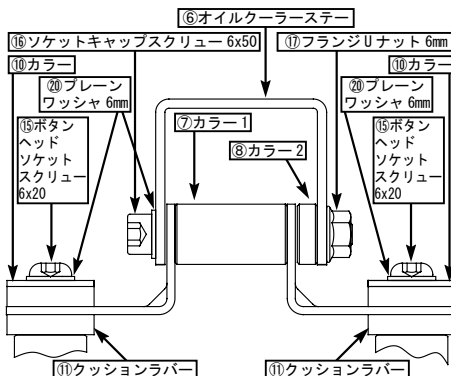 ⑥オイルクーラーステー
⑯ソケットキャップスクリュー 6x50
⑰フランジUナット 6mm
⑩カラー
⑩カラー
⑳プレーン
ワッシャ 6mm
⑳プレーン
ワッシャ 6mm
⑦カラー1
⑧カラー2
⑮ボタン
ヘッド
ソケット
スクリュー
6x20
⑮ボタン
ヘッド
ソケット
スクリュー
6x20
⑪クッションラバー
⑪クッションラバー